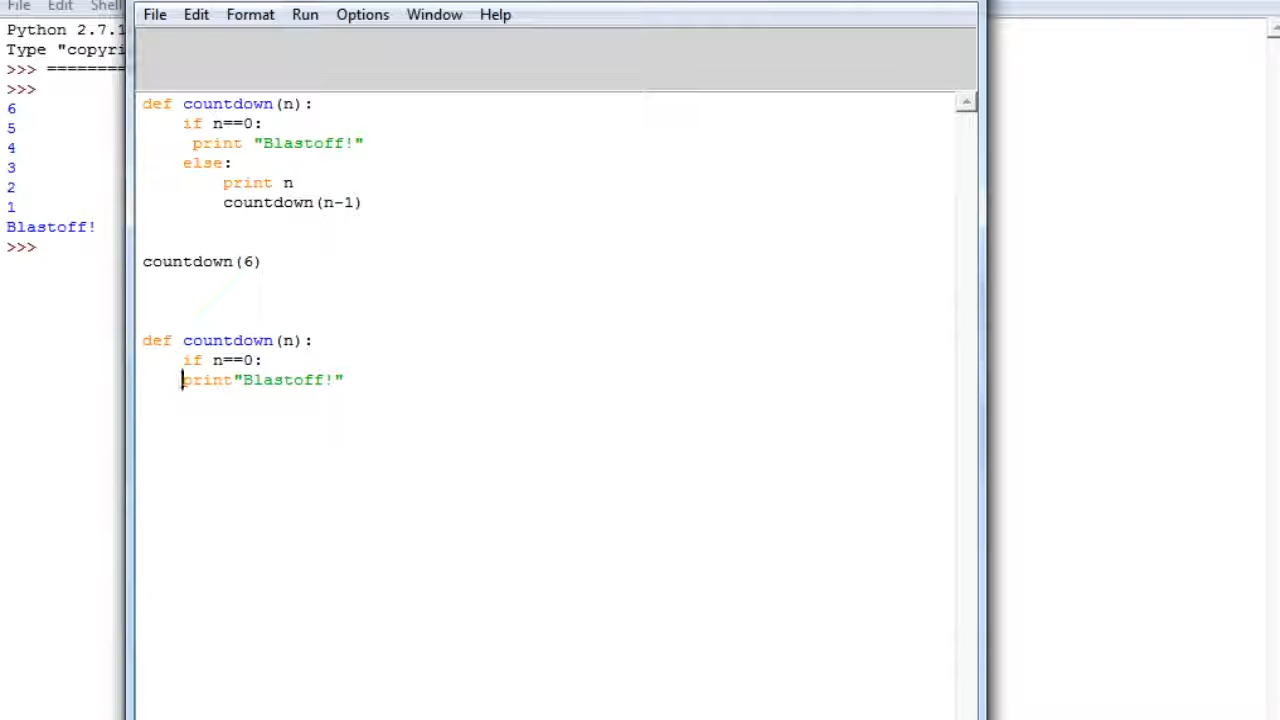 File Edit Shell
Python 2.7.1
Type "copyri
>>> ========
>>>
6
5
4
3
2
1
Blastoff!
>>>
File Edit Format Run Options Window Help
def countdown(n):
    if n==0:
     print "Blastoff!"
    else:
        print n
        countdown(n-1)
countdown(6)
def countdown(n):
    if n==0:
    print"Blastoff!"